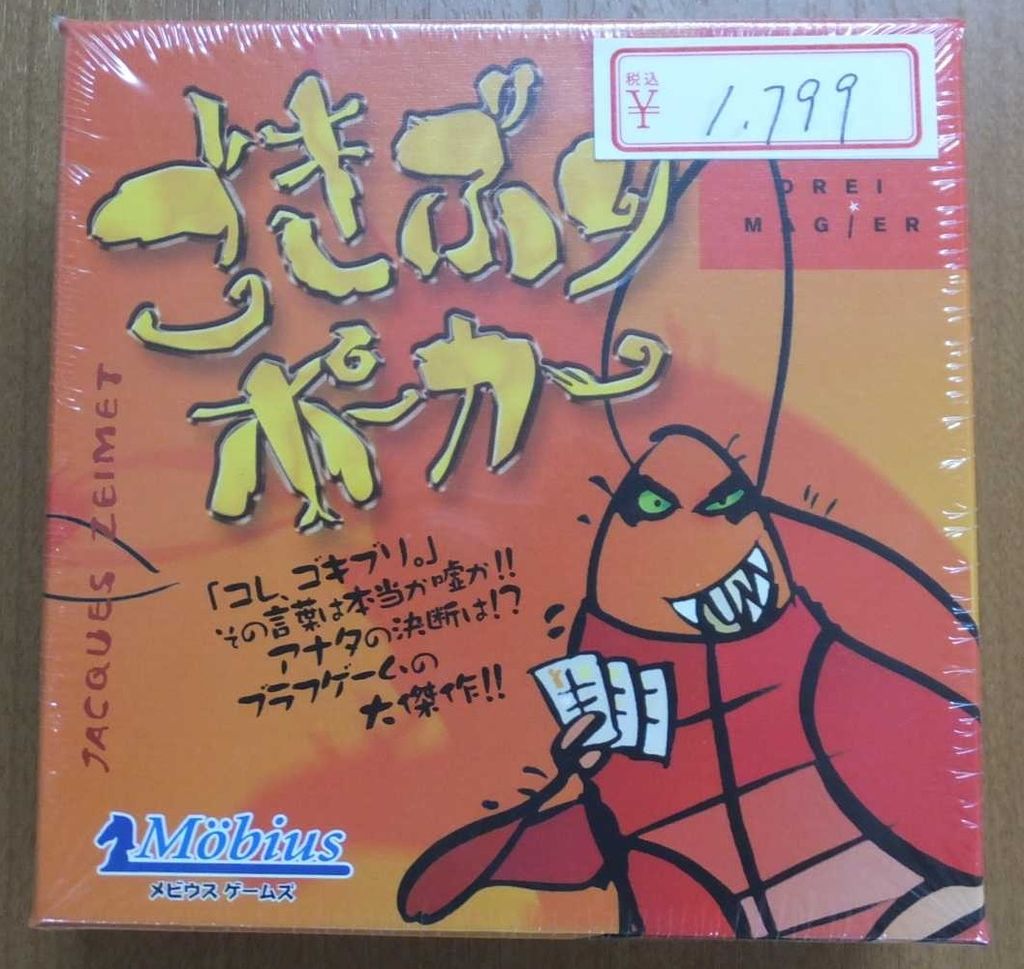 税込
¥ 1.799
DREI
MAGIER
ごきぶり
ポーカー
JACQUES ZEIMET
「コレ、ゴキブリ。」
その言葉は本当か嘘か!!
アナタの決断は!?
ブラフゲームの
大傑作!!
Möbius
メビウス ゲームズ